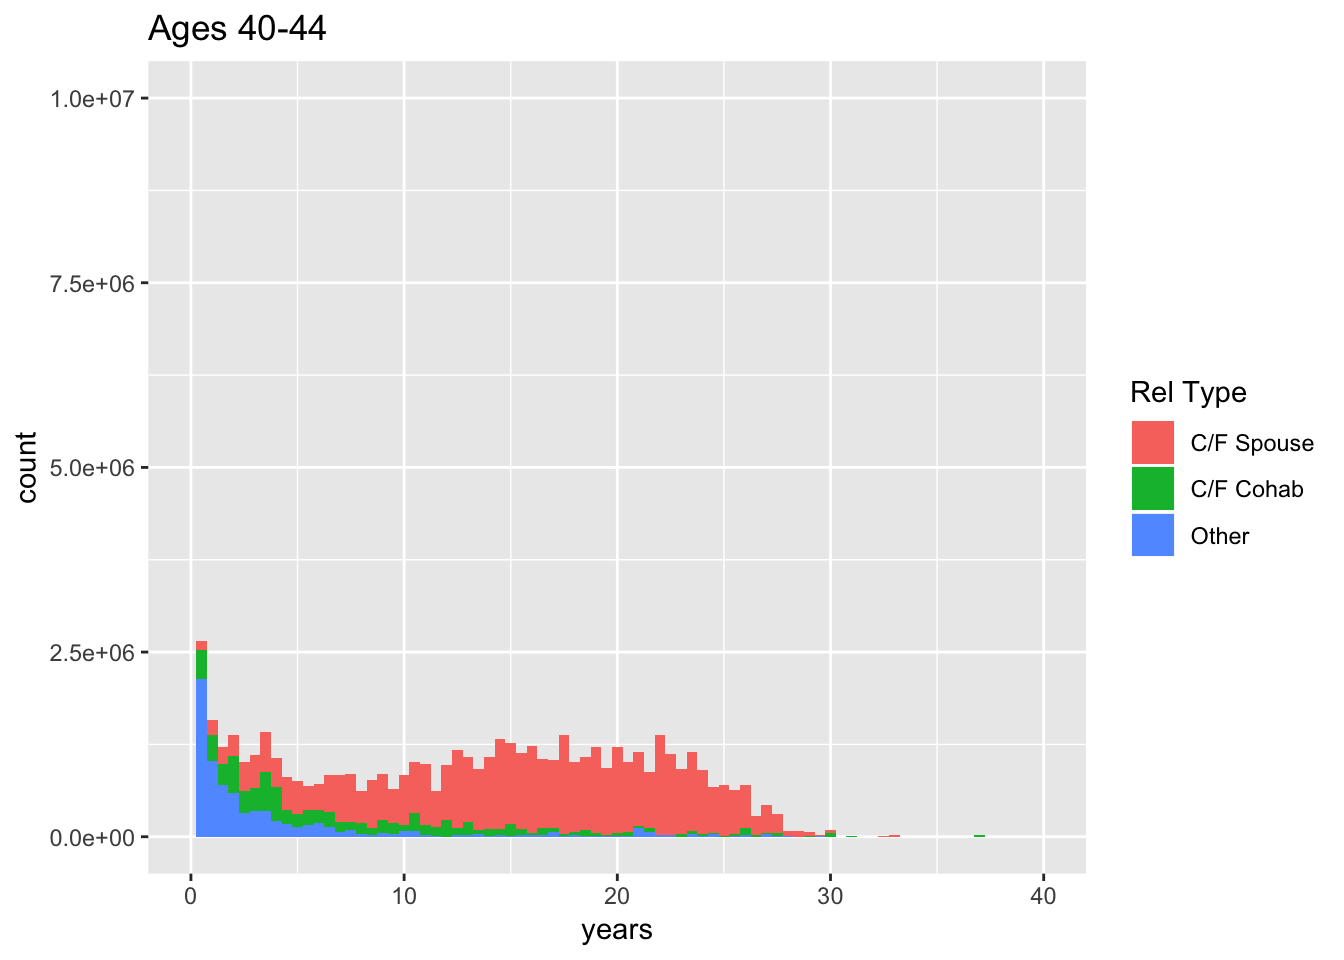 Ages 40-44
1.0e+07
7.5e+06
5.0e+06
2.5e+06
0.0e+00
count
0
10
20
30
40
years
Rel Type
C/F Spouse
C/F Cohab
Other